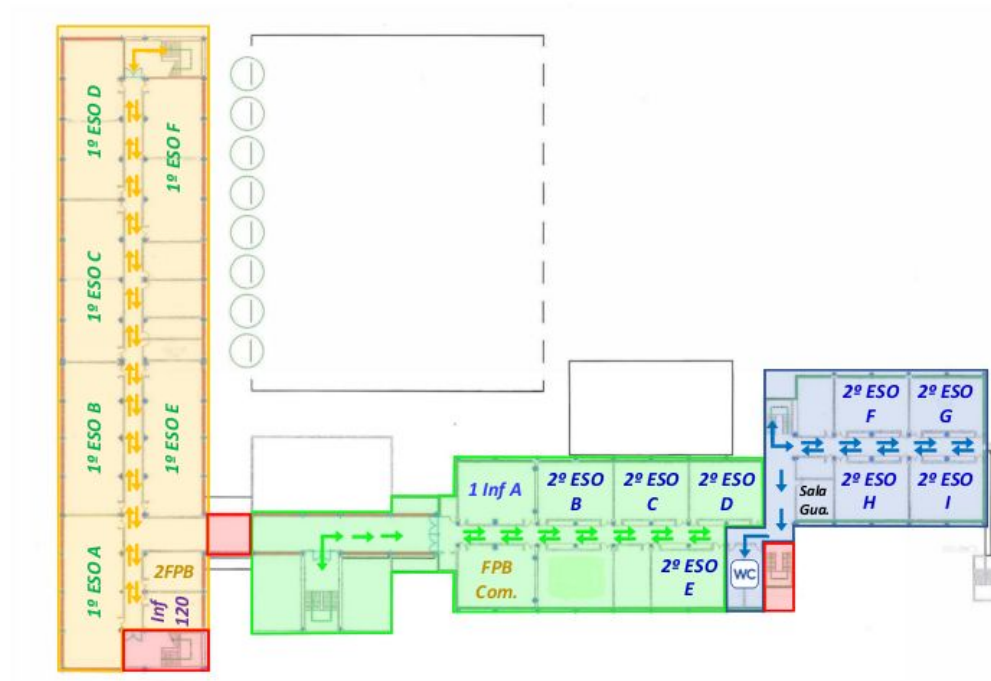 1º ESO D
1º ESO F
1º ESO C
1º ESO B
1º ESO E
1º ESO A
2FPB
Inf
120
1 Inf A
2º ESO
B
2º ESO
C
2º ESO
D
FPB
Com.
2º ESO
E
WC
2º ESO
F
2º ESO
G
Sala
Gua.
2º ESO
H
2º ESO
I